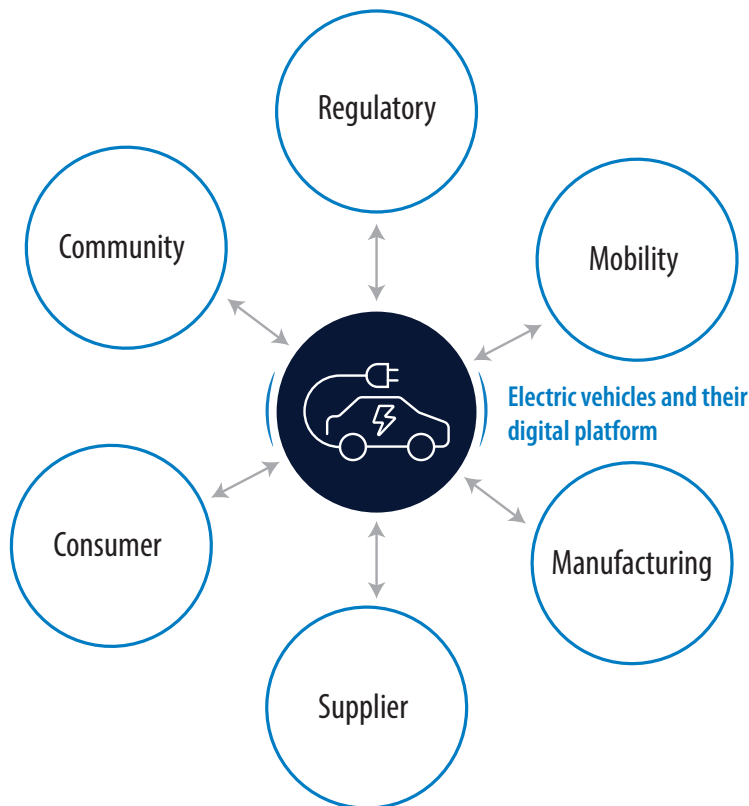 Regulatory
Community
Mobility
Electric vehicles and their
digital platform
Consumer
Manufacturing
Supplier